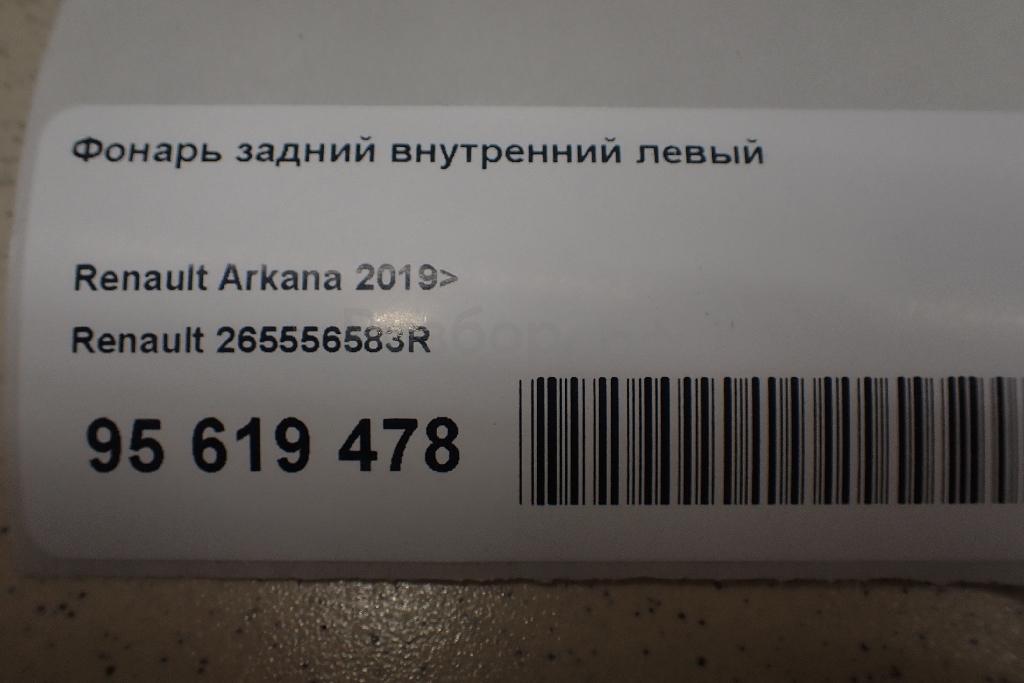 Фонарь задний внутренний левый
Renault Arkana 2019>
Renault 265556583R
95 619 478